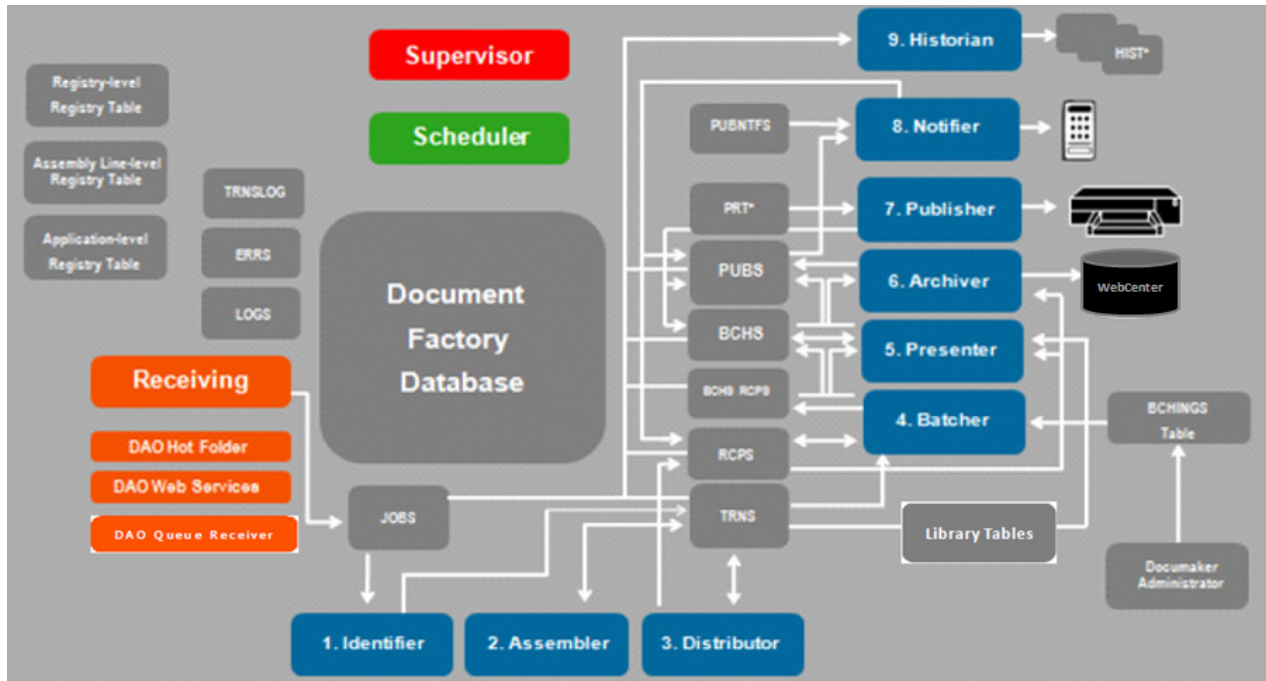 Supervisor
Scheduler
Registry-level
Registry Table
Assembly Line-level
Registry Table
Application-level
Registry Table
TRNSLOG
ERRS
LOGS
Document
Factory
Database
Receiving
DAO Hot Folder
DAO Web Services
DAO Queue Receiver
JOBS
1. Identifier
2. Assembler
3. Distributor
PUBNTFS
PRT*
PUBS
BCHS
BCHS RCPS
RCPS
TRNS
9. Historian
HIST*
8. Notifier
7. Publisher
6. Archiver
WebCenter
5. Presenter
4. Batcher
BCHINGS
Table
Library Tables
Documaker
Administrator